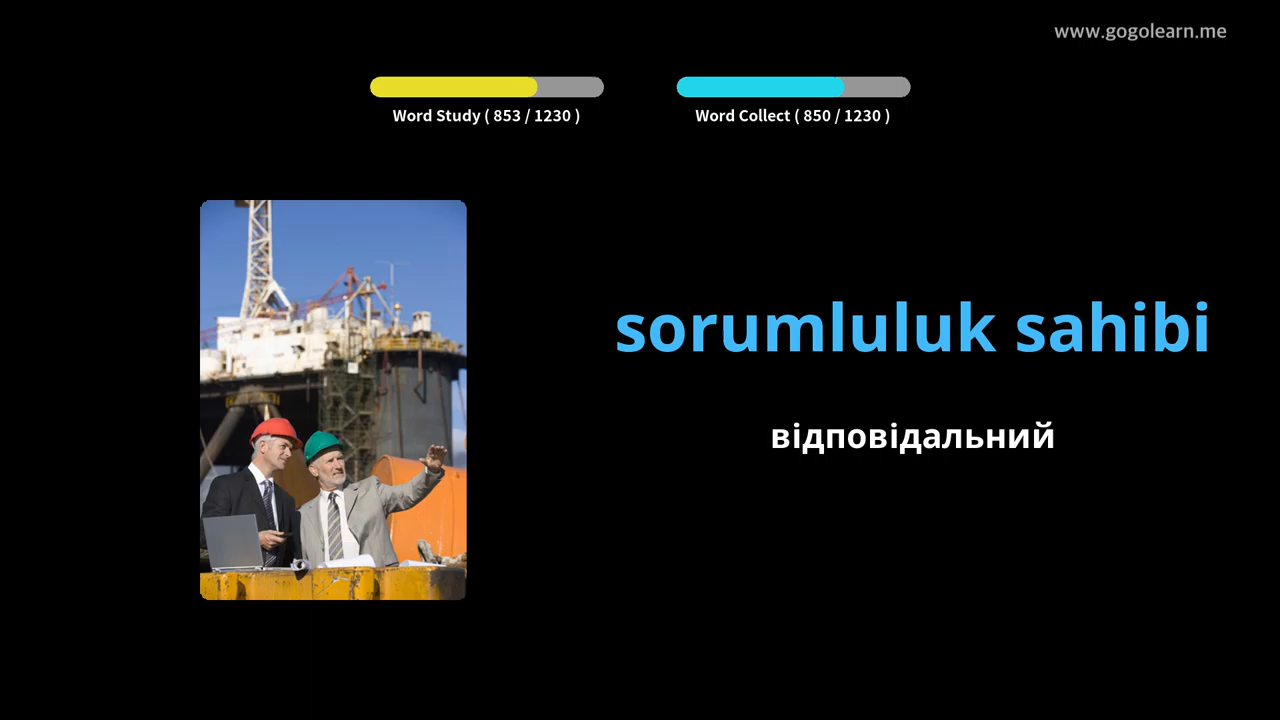 www.gogolearn.me
Word Study ( 853 / 1230 )
Word Collect ( 850 / 1230 )
sorumluluk sahibi
відповідальний